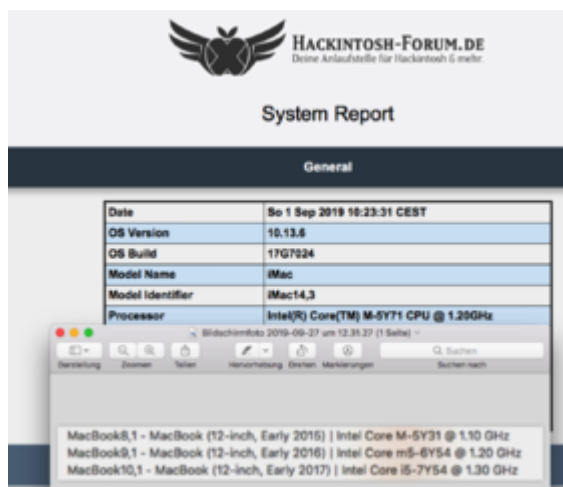 HACKINTOSH-FORUM.DE
Deine Anlaufstelle für Hackintosh & mehr.
System Report
General
Date So 1 Sep 2019 10:23:31 CEST
OS Version 10.13.6
OS Build 17G7024
Model Name iMac
Model Identifier iMac14,3
Processor Intel(R) Core(TM) M-5Y71 CPU @ 1.20GHz
Bildschirmfoto 2019-09-27 um 12.31.27 (1 Seite)
Suchen
Darstellung Zoomen Teilen Hervorhebung Drehen Markierungen Suchen nach
MacBook8,1 - MacBook (12-inch, Early 2015) | Intel Core M-5Y31 @ 1.10 GHz
MacBook9,1 - MacBook (12-inch, Early 2016) | Intel Core m5-6Y54 @ 1.20 GHz
MacBook10,1 - MacBook (12-inch, Early 2017) | Intel Core i5-7Y54 @ 1.30 GHz